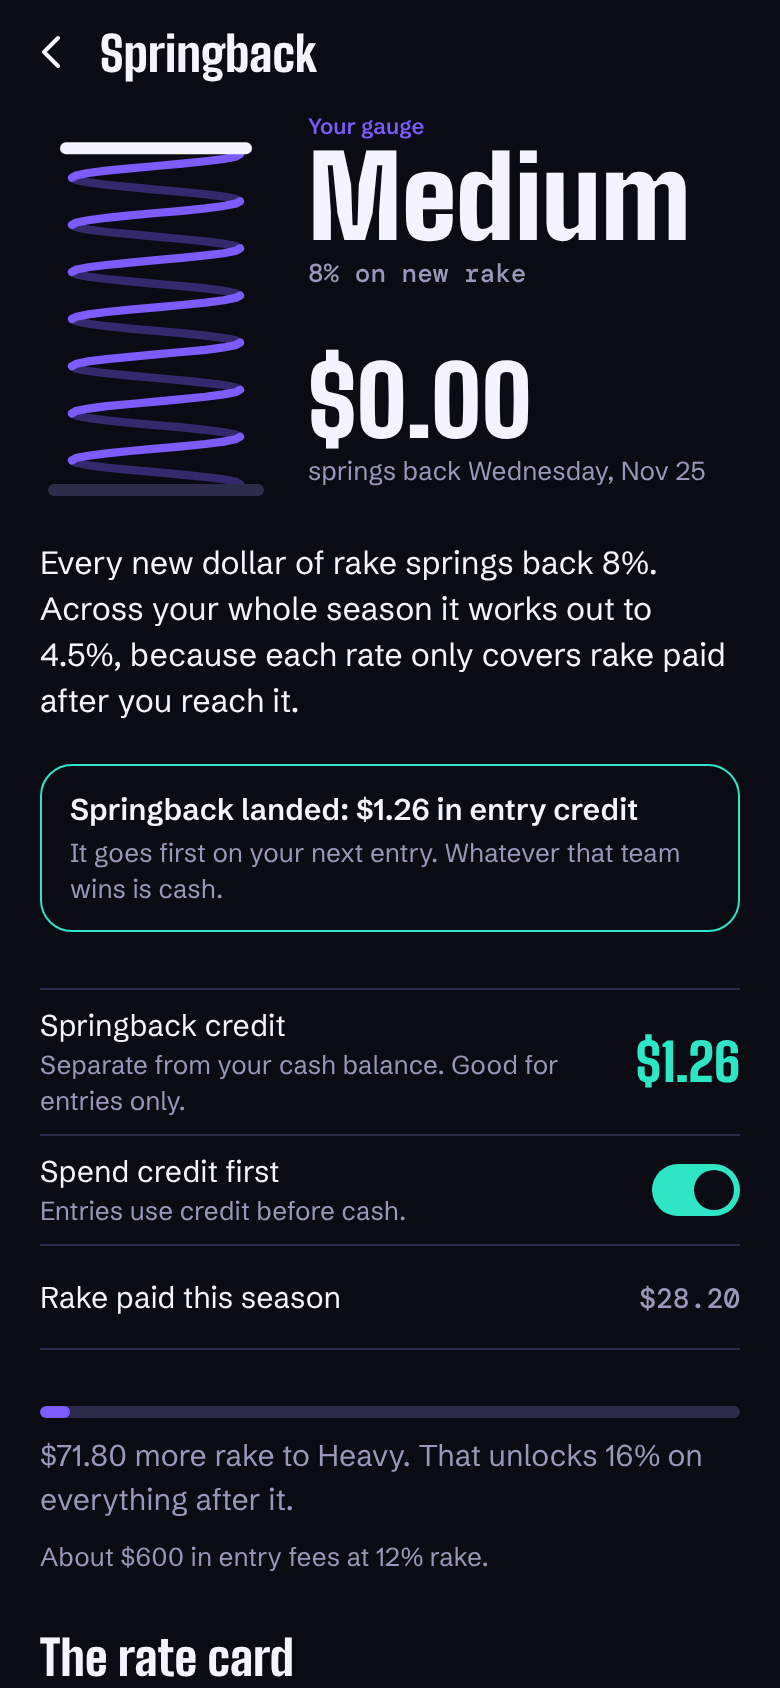 Springback
Your gauge
Medium
8% on new rake
$0.00
springs back Wednesday, Nov 25
Every new dollar of rake springs back 8%.
Across your whole season it works out to
4.5%, because each rate only covers rake paid
after you reach it.
Springback landed: $1.26 in entry credit
It goes first on your next entry. Whatever that team
wins is cash.
Springback credit
Separate from your cash balance. Good for
entries only.
$1.26
Spend credit first
Entries use credit before cash.
Rake paid this season
$28.20
$71.80 more rake to Heavy. That unlocks 16% on
everything after it.
About $600 in entry fees at 12% rake.
The rate card